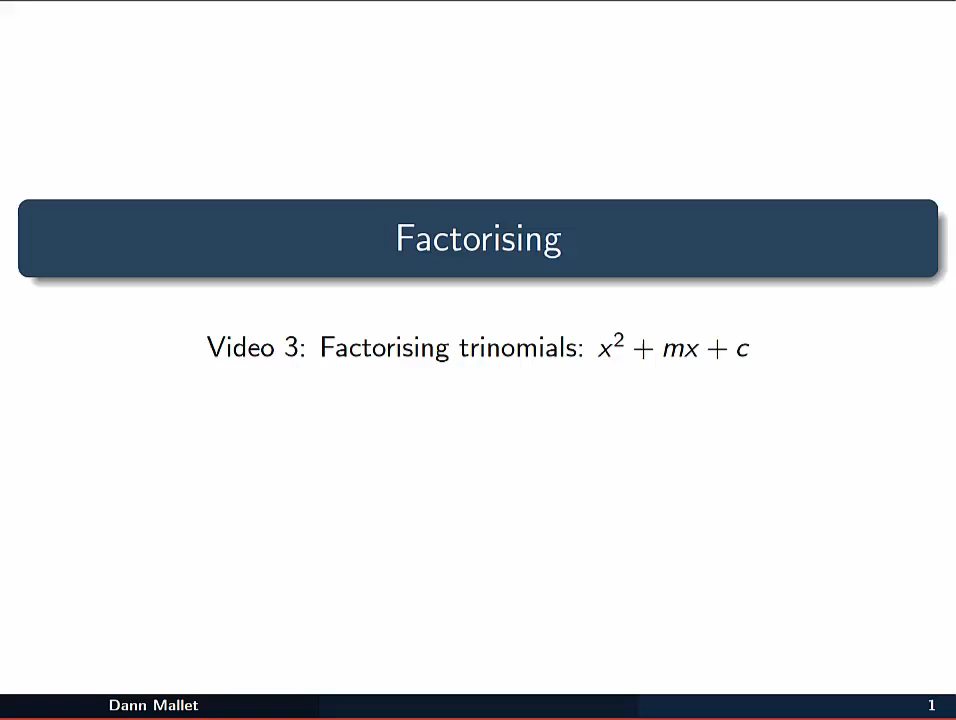 Factorising
Video 3: Factorising trinomials: x² + mx + c
Dann Mallet
1